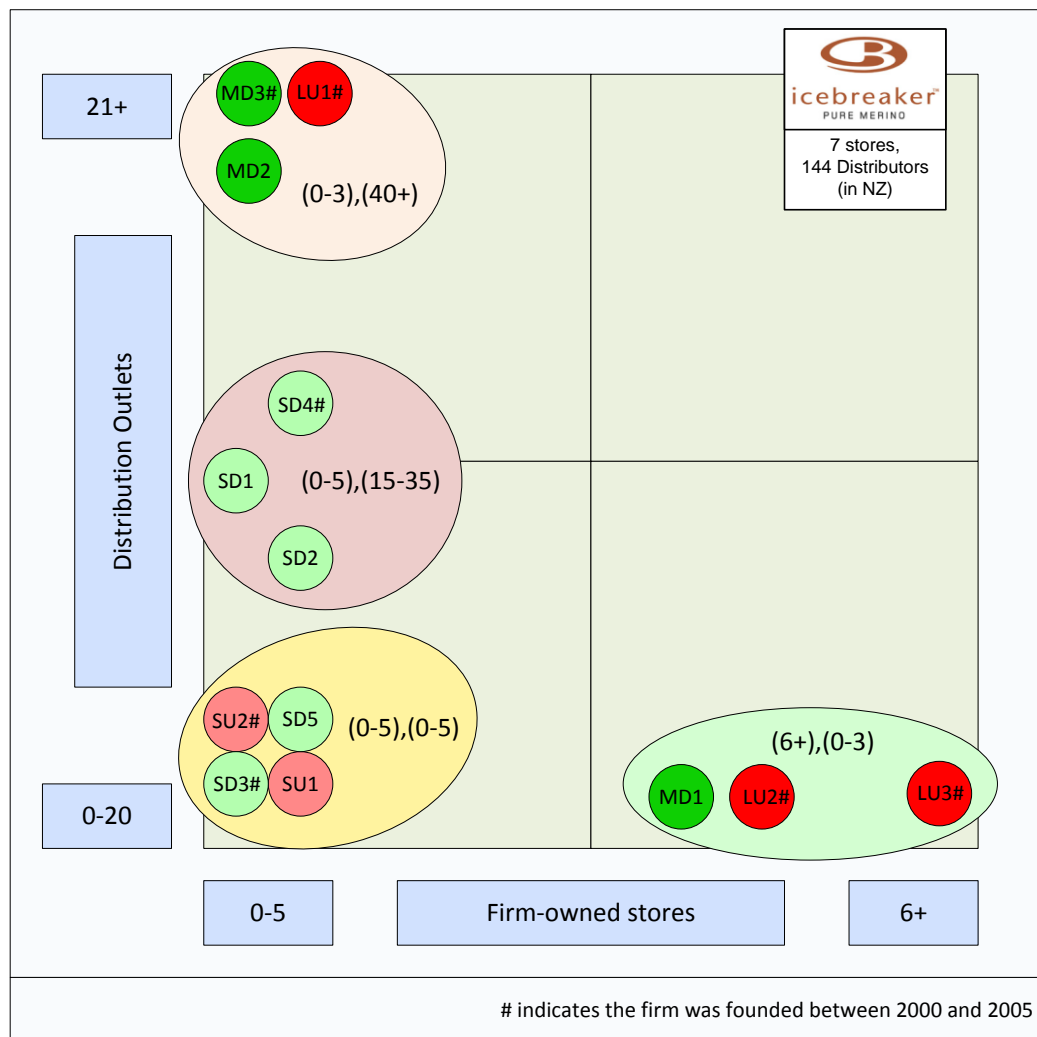 21+
MD3#
LU1#
MD2
(0-3),(40+)
icebreaker™
PURE MERINO
7 stores,
144 Distributors
(in NZ)
Distribution Outlets
SD4#
SD1
(0-5),(15-35)
SD2
SU2#
SD5
(0-5),(0-5)
SD3#
SU1
(6+),(0-3)
MD1
LU2#
LU3#
0-20
0-5
Firm-owned stores
6+
# indicates the firm was founded between 2000 and 2005